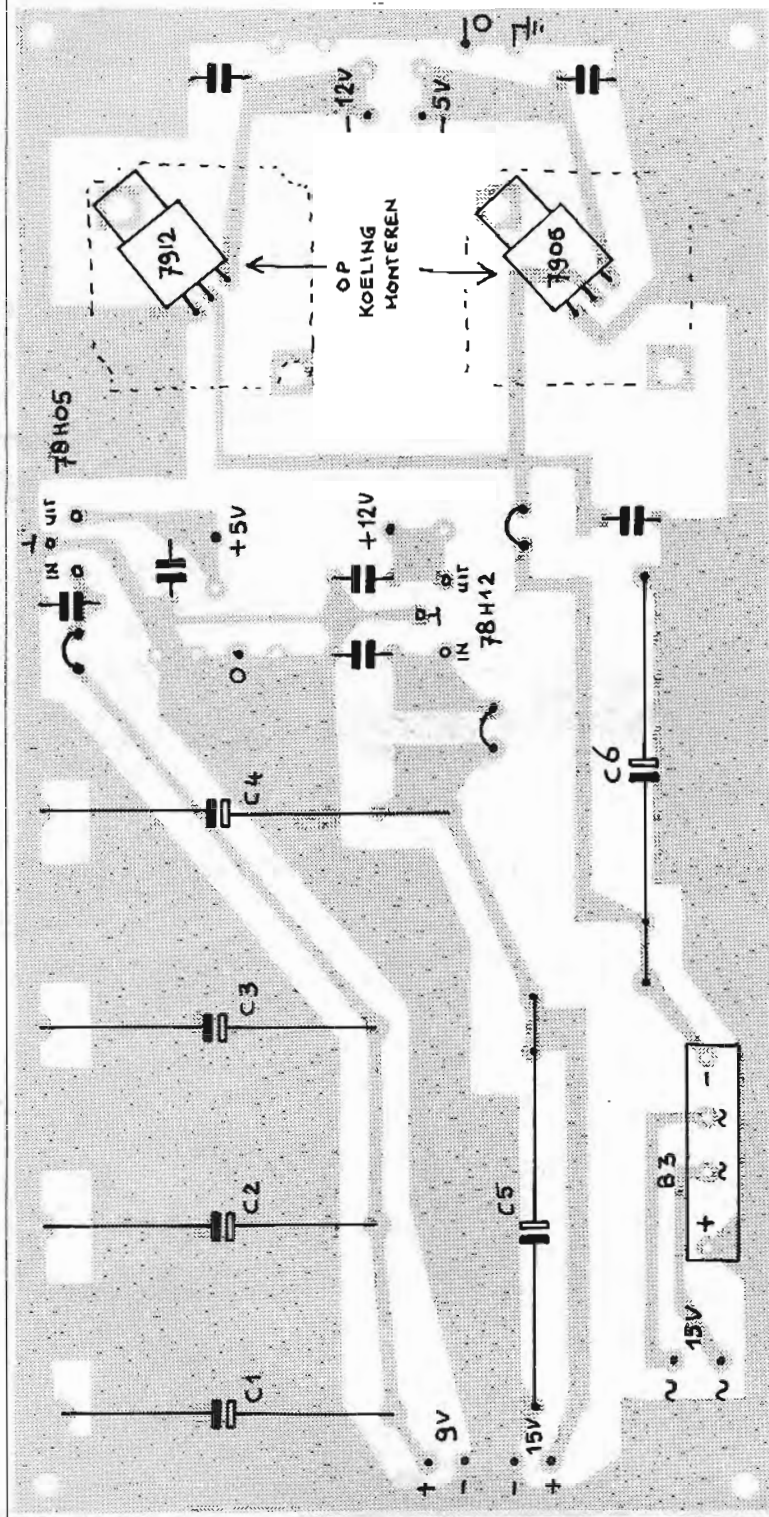 O
-12V
-5V
7912
OP
KOELING
MONTEREN
7905
78H05
IN ⊥ UIT
+5V
+12V
O
IN ⊥ UIT
78H12
C4
C6
C3
C2
C5
C1
B3
+ ~ ~ -
9V
15V
15V
+
-
-
+
~
~